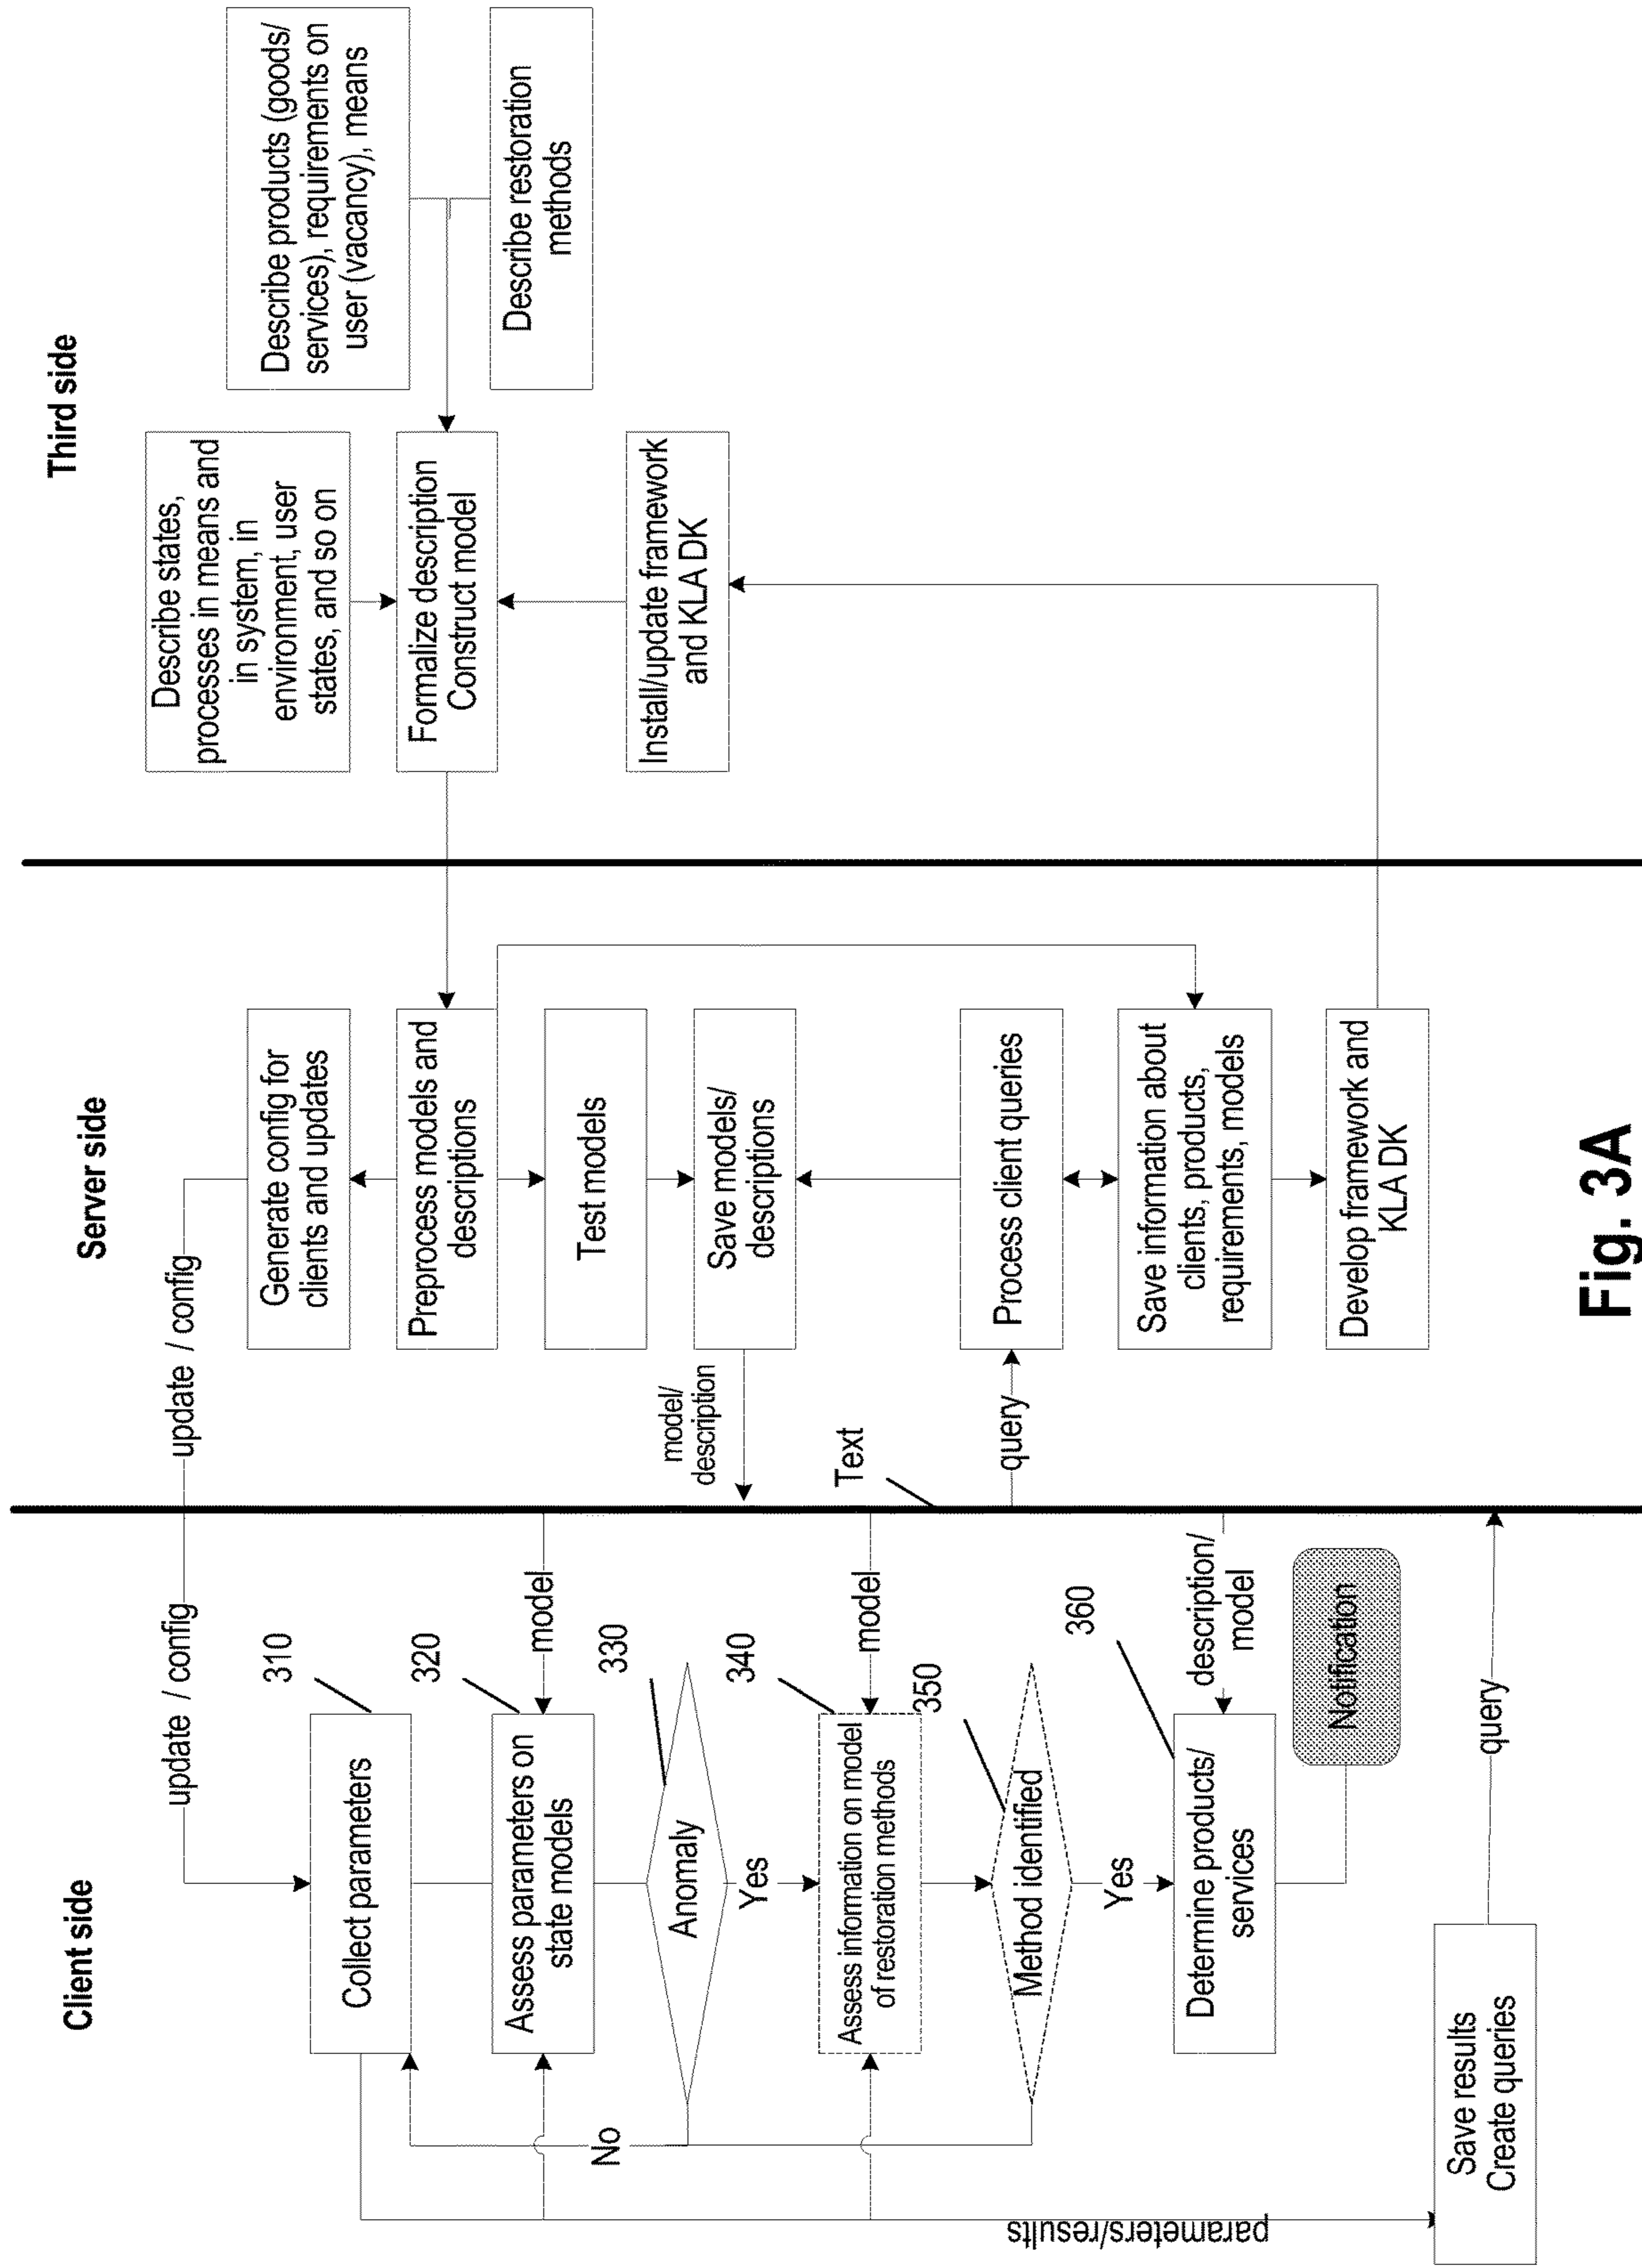 Client side
update / config
310
Collect parameters
320
Assess parameters on
state models
model
330
Anomaly
No
Yes
340
Assess information on model
of restoration methods
model
350
Method identified
Yes
360
Determine products/
services
description/
model
Notification
parameters/results
Save results
Create queries
query
Server side
update / config
Generate config for
clients and updates
Preprocess models and
descriptions
Test models
Save models/
descriptions
model/
description
Text
Process client queries
query
Save information about
clients, products,
requirements, models
Develop framework and
KLA DK
Third side
Describe states,
processes in means and
in system, in
environment, user
states, and so on
Describe products (goods/
services), requirements on
user (vacancy), means
Formalize description
Construct model
Describe restoration
methods
Install/update framework
and KLA DK
Fig. 3A